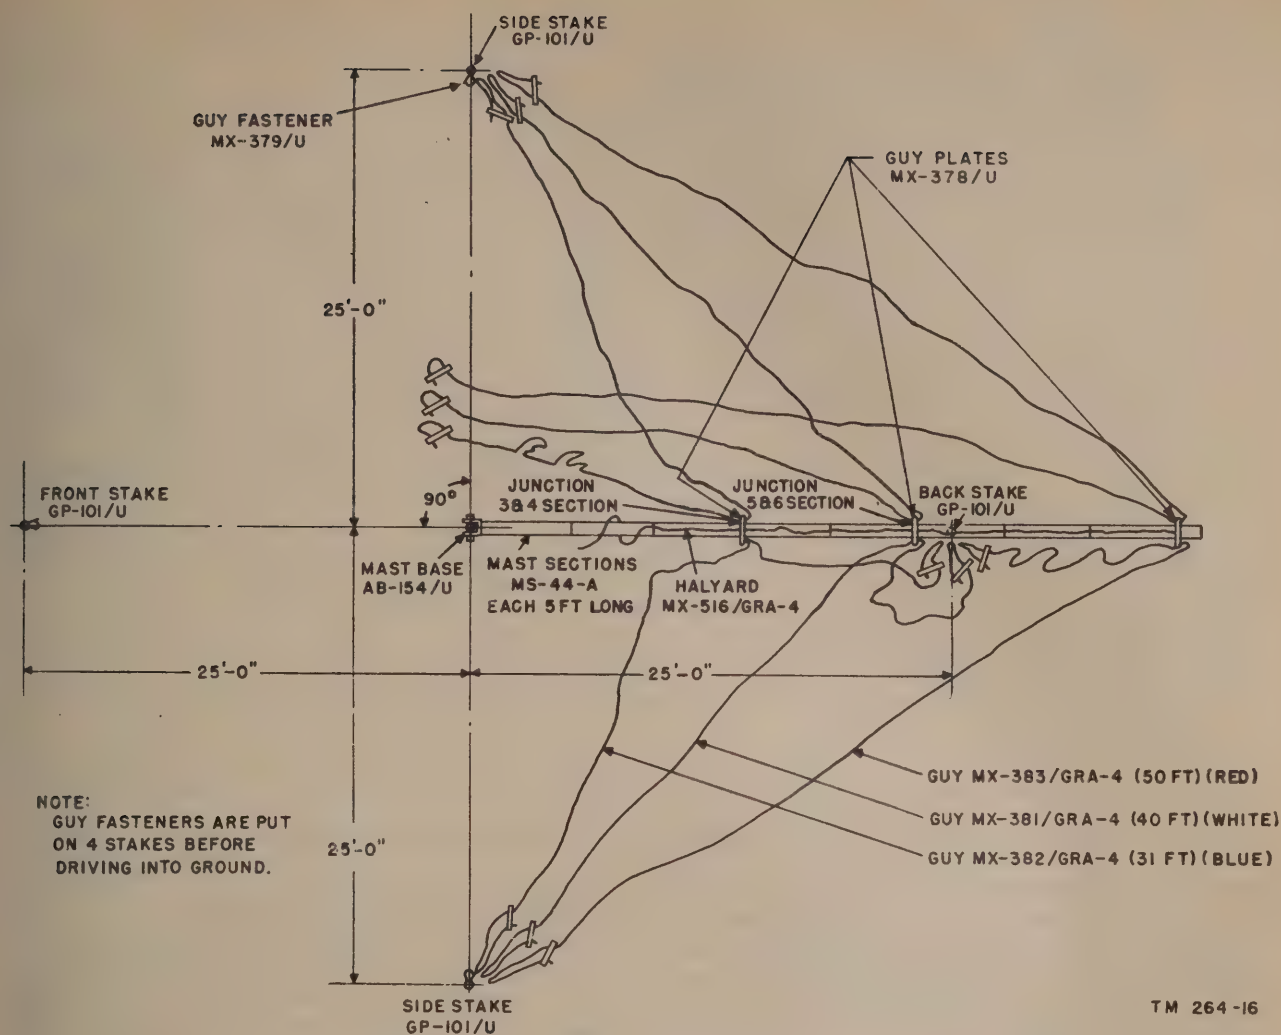 SIDE STAKE
GP-101/U
GUY FASTENER
MX-379/U
GUY PLATES
MX-378/U
25'-0"
FRONT STAKE
GP-101/U
90°
JUNCTION
3&4 SECTION
JUNCTION
5&6 SECTION
BACK STAKE
GP-101/U
MAST BASE
AB-154/U
MAST SECTIONS
MS-44-A
EACH 5 FT LONG
HALYARD
MX-516/GRA-4
25'-0"
25'-0"
GUY MX-383/GRA-4 (50 FT) (RED)
GUY MX-381/GRA-4 (40 FT) (WHITE)
GUY MX-382/GRA-4 (31 FT) (BLUE)
NOTE:
GUY FASTENERS ARE PUT
ON 4 STAKES BEFORE
DRIVING INTO GROUND.
25'-0"
SIDE STAKE
GP-101/U
TM 264-16